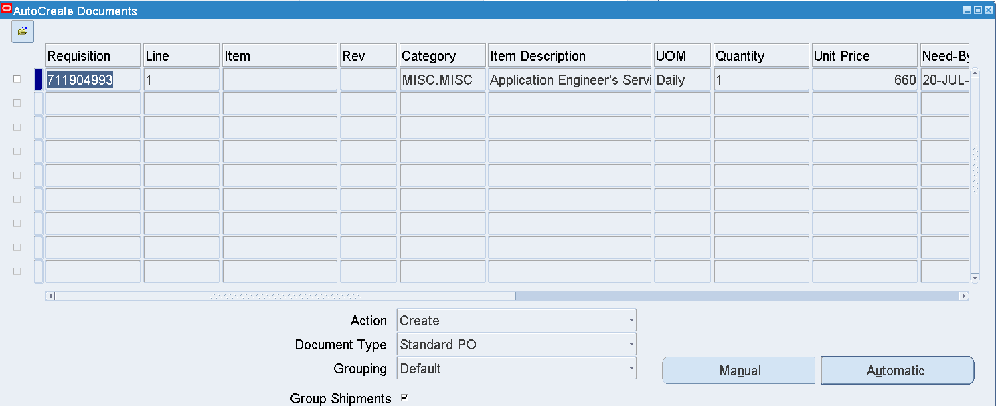 AutoCreate Documents
Requisition Line Item Rev Category Item Description UOM Quantity Unit Price Need-By
711904993 1 MISC.MISC Application Engineer's Servi Daily 1 660 20-JUL-
Action Create
Document Type Standard PO
Grouping Default
Manual Automatic
Group Shipments